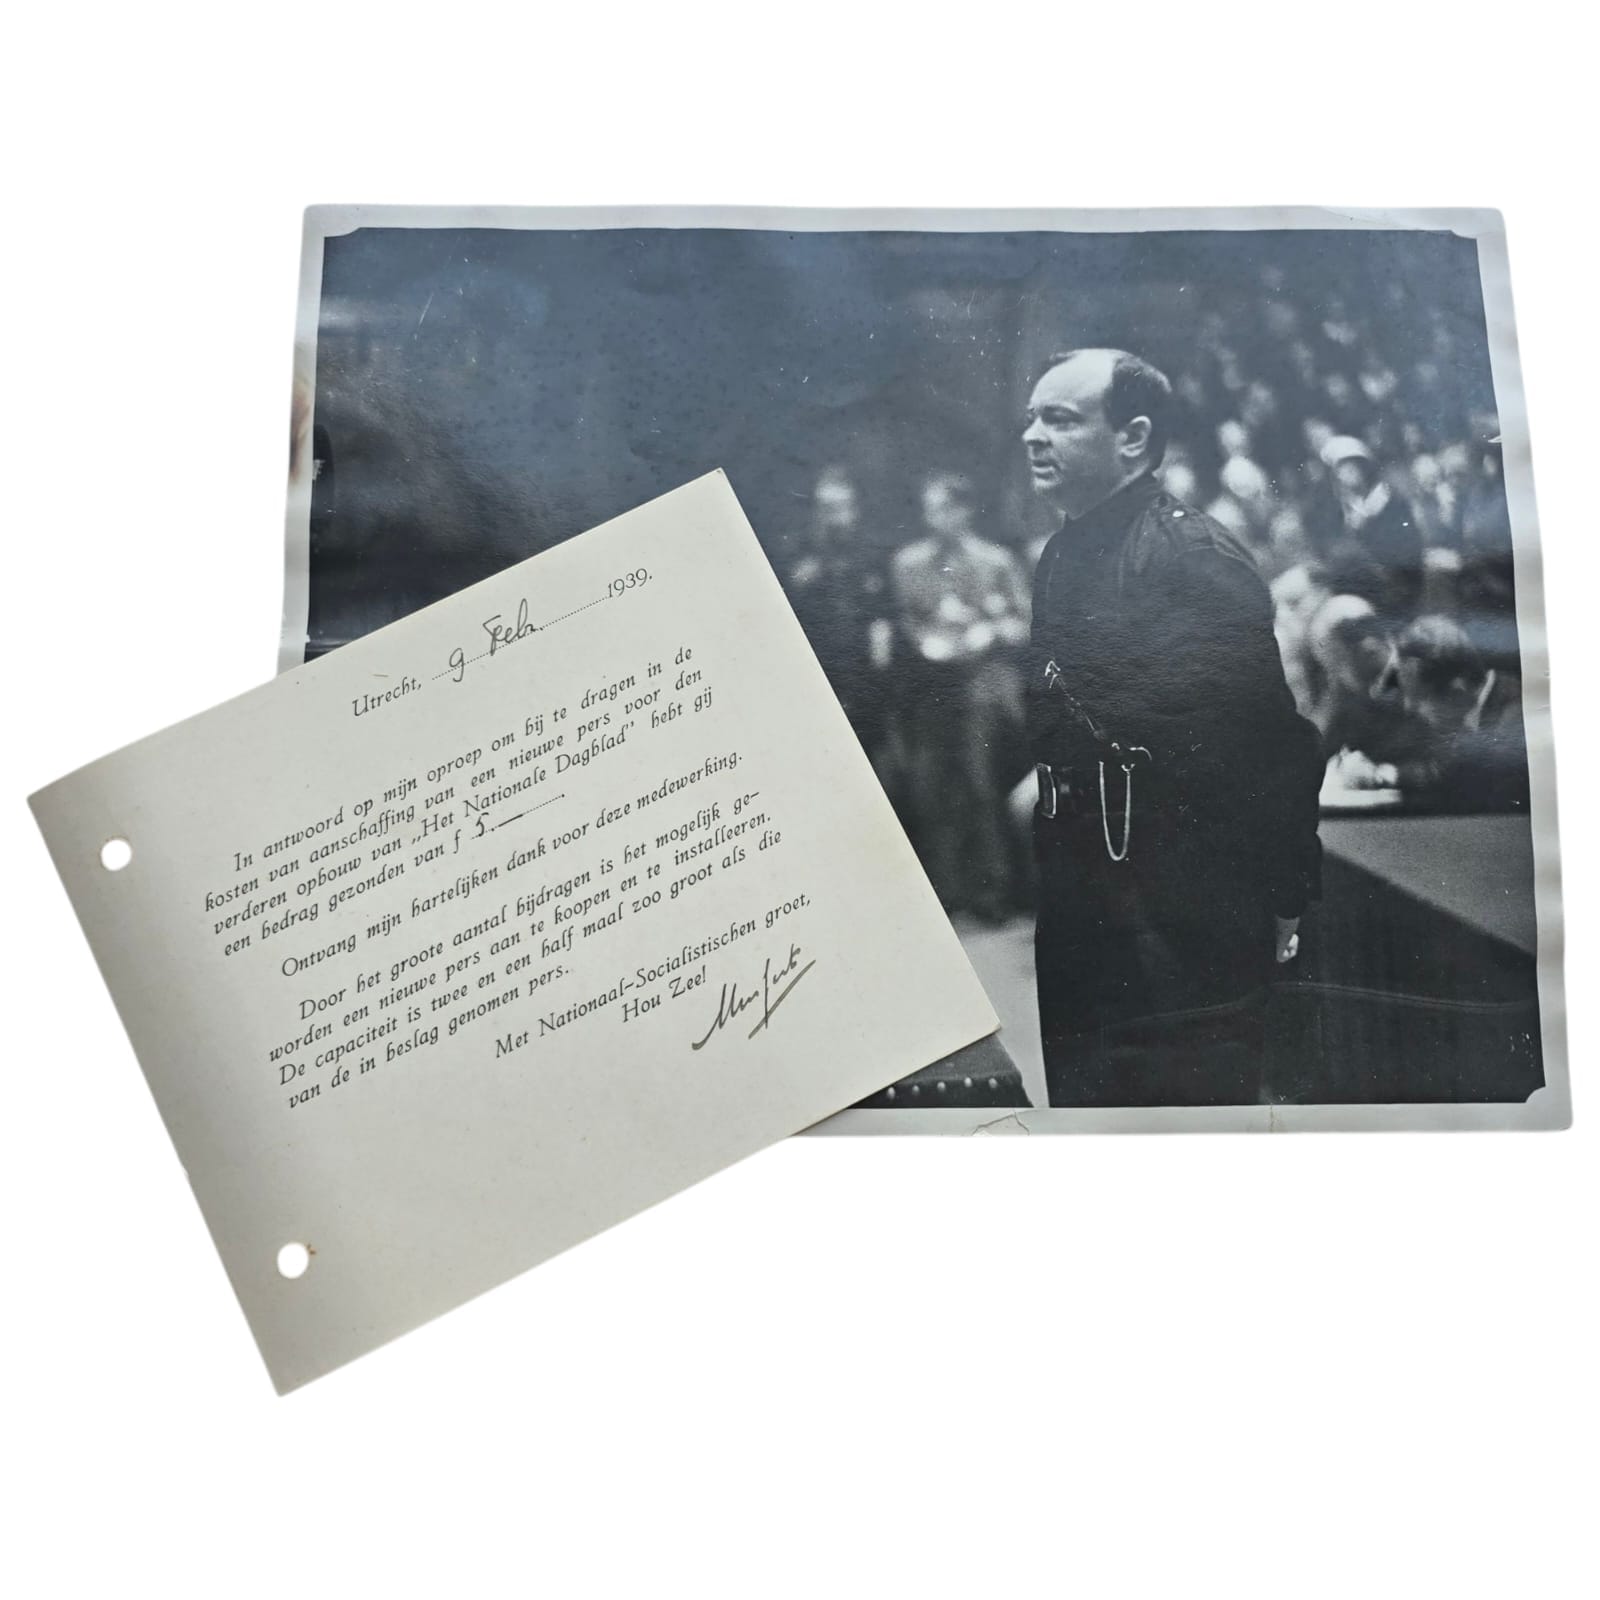 Utrecht, 9 Febr. 1939.
In antwoord op mijn oproep om bij te dragen in de
kosten van aanschaffing van een nieuwe pers voor den
verderen opbouw van „Het Nationale Dagblad" hebt gij
een bedrag gezonden van f 5.—
Ontvang mijn hartelijken dank voor deze medewerking.
Door het groote aantal bijdragen is het mogelijk ge-
worden een nieuwe pers aan te koopen en te installeeren.
De capaciteit is twee en een half maal zoo groot als die
van de in beslag genomen pers.
Met Nationaal-Socialistischen groet,
Hou Zee!
Mussert